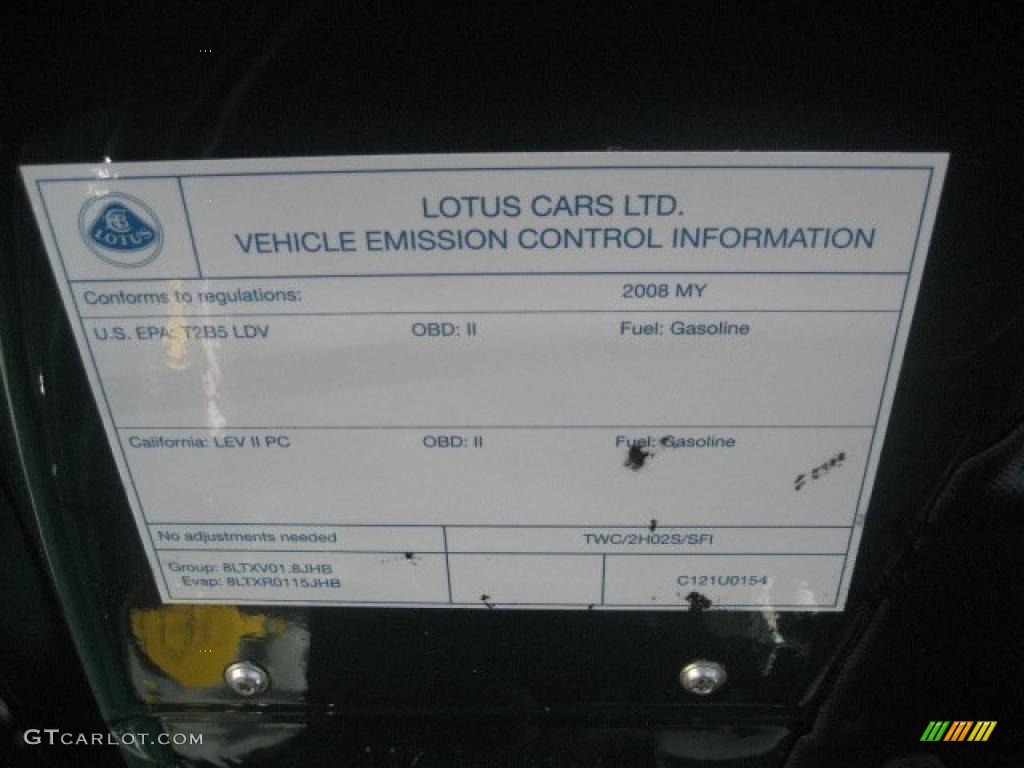 LOTUS
LOTUS CARS LTD.
VEHICLE EMISSION CONTROL INFORMATION
Conforms to regulations: 2008 MY
U.S. EPA: T2B5 LDV OBD: II Fuel: Gasoline
California: LEV II PC OBD: II Fuel: Gasoline
No adjustments needed TWC/2H02S/SFI
Group: 8LTXV01.8JHB
Evap: 8LTXR0115JHB
C121U0154
GTCARLOT.COM